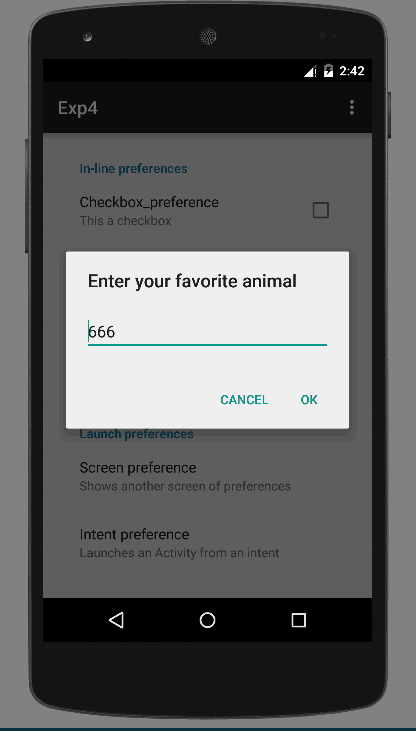 2:42
Exp4
In-line preferences
Checkbox_preference
This a checkbox
Enter your favorite animal
666
CANCEL OK
Launch preferences
Screen preference
Shows another screen of preferences
Intent preference
Launches an Activity from an intent